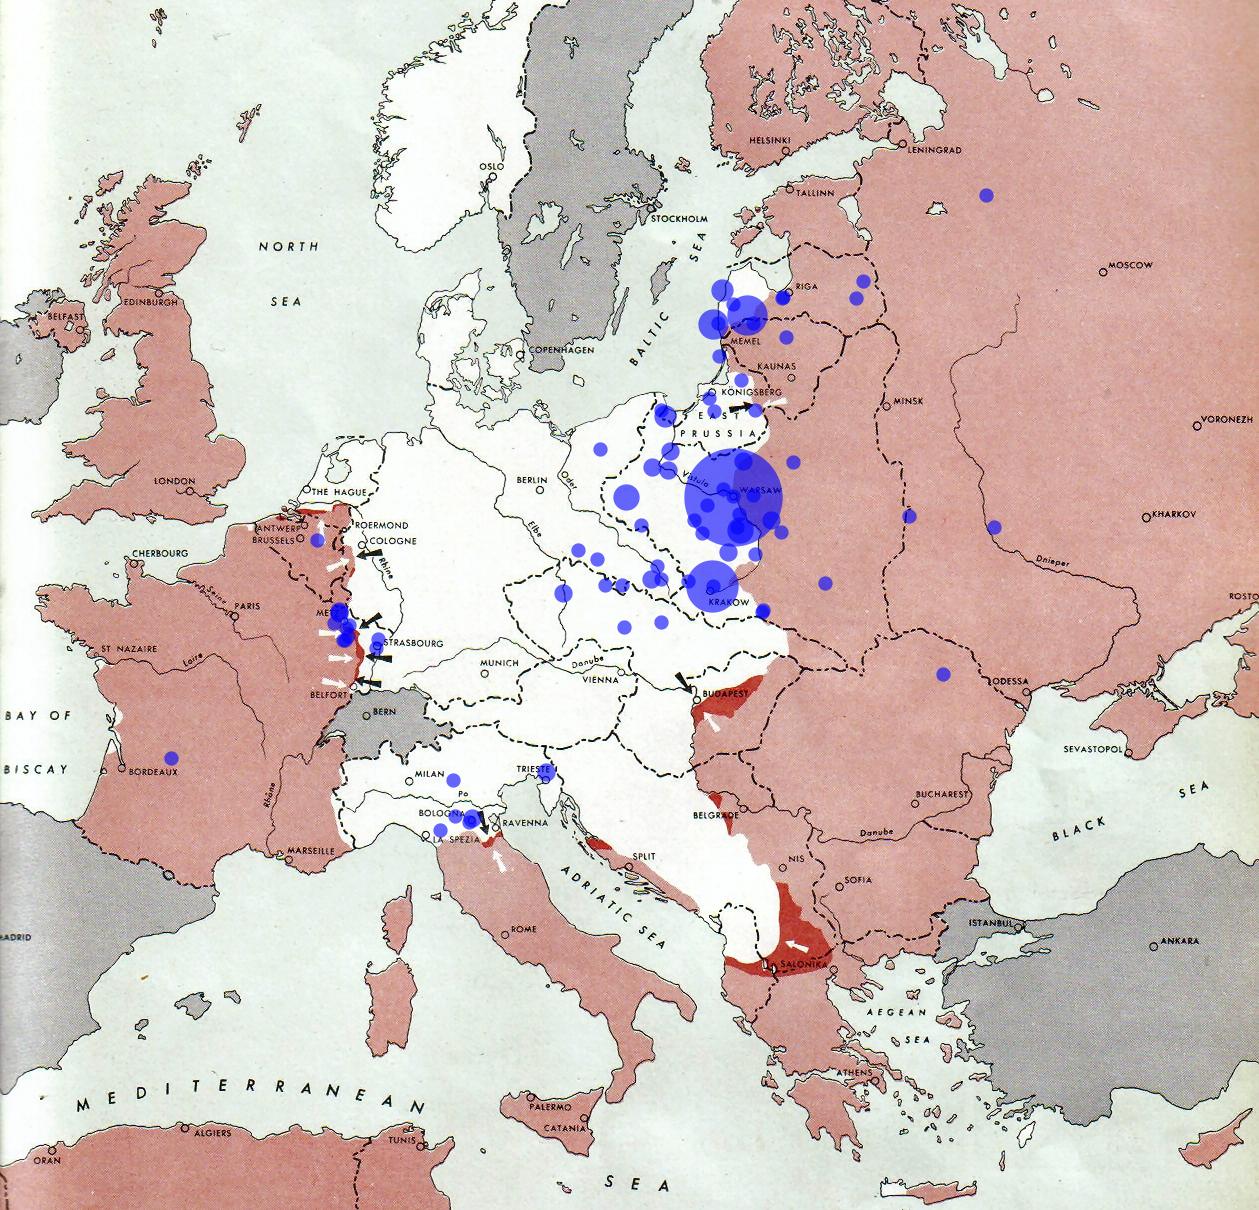 OSLO
HELSINKI
LENINGRAD
STOCKHOLM
TALLINN
NORTH
SEA
BALTIC SEA
MOSCOW
RIGA
EDINBURGH
BELFAST
COPENHAGEN
MEMEL
KAUNAS
KÖNIGSBERG
MINSK
EAST
PRUSSIA
VORONEZH
LONDON
THE HAGUE
BERLIN
Oder
Vistula
WARSAW
ANTWERP
BRUSSELS
ROERMOND
COLOGNE
Rhine
Elbe
KHARKOV
CHERBOURG
Dnieper
Seine
PARIS
METZ
KRAKOW
ROSTO
ST NAZAIRE
Loire
STRASBOURG
MUNICH
Danube
VIENNA
BUDAPEST
ODESSA
BELFORT
BERN
BAY OF
BISCAY
SEVASTOPOL
BORDEAUX
MILAN
TRIESTE
Po
Rhône
BOLOGNA
RAVENNA
LA SPEZIA
BELGRADE
BUCHAREST
Danube
BLACK SEA
MARSEILLE
SPLIT
NIS
SOFIA
ADRIATIC SEA
ISTANBUL
ANKARA
ADRID
ROME
SALONIKA
AEGEAN
SEA
ATHENS
MEDITERRANEAN
PALERMO
CATANIA
ALGIERS
TUNIS
ORAN
SEA